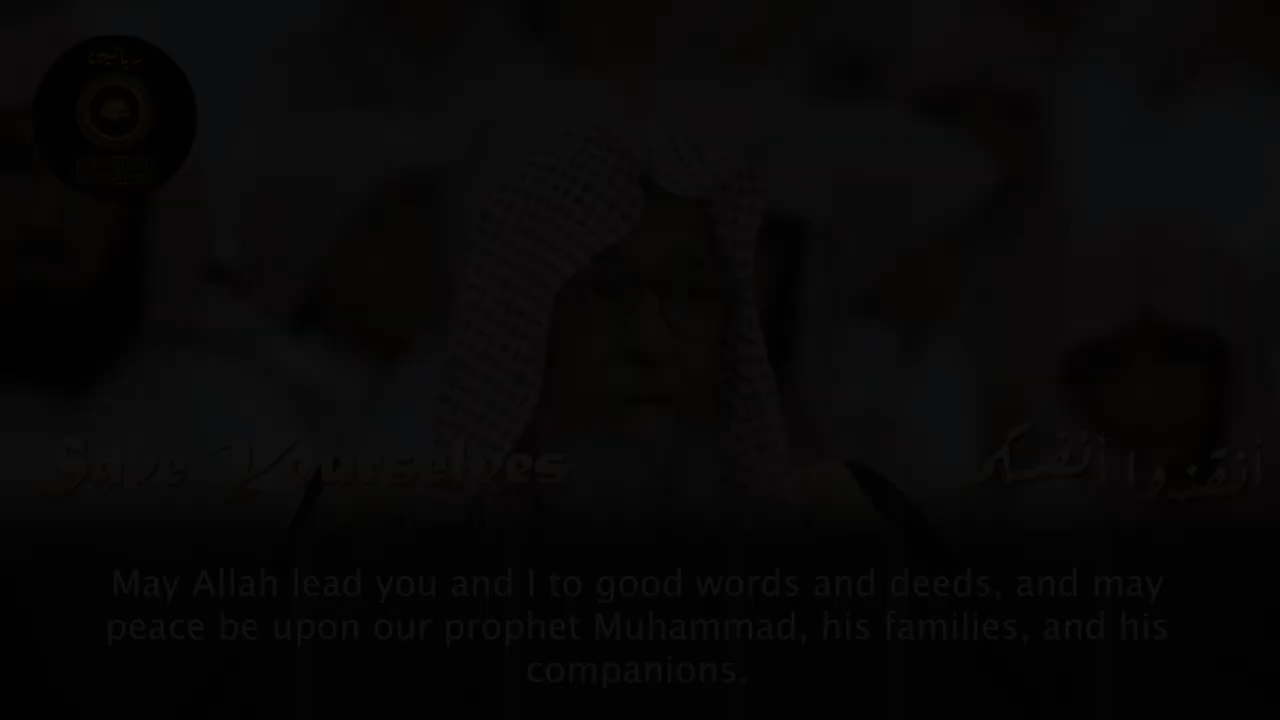 Save Yourselves
أنقذوا أنفسكم
May Allah lead you and I to good words and deeds, and may
peace be upon our prophet Muhammad, his families, and his
companions.